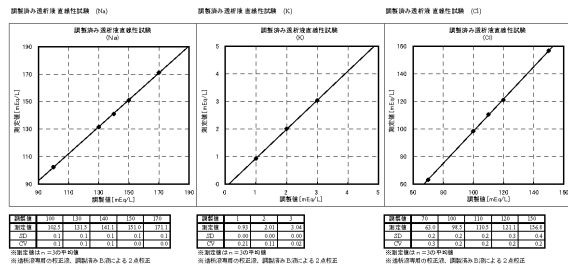 調製済み透析液 直線性試験 (Na)
調製済み透析液直線性試験
(Na)
測定値[mEq/L]
190
170
150
130
110
90
90 110 130 150 170 190
調製値[mEq/L]
調製値 100 130 140 150 170
測定値 102.5 131.5 141.1 151.0 171.1
SD 0.1 0.1 0.1 0.1 0.1
CV 0.1 0.1 0.1 0.0 0.0
※測定値はn=3の平均値
※透析液専用の校正液、調製済みB液による2点校正
調製済み透析液 直線性試験 (K)
調製済み透析液直線性試験
(K)
測定値[mEq/L]
5
4
3
2
1
0
0 1 2 3 4 5
調製値[mEq/L]
調製値 1 2 3
測定値 0.93 2.01 3.04
SD 0.00 0.00 0.00
CV 0.21 0.11 0.02
※測定値はn=3の平均値
※透析液専用の校正液、調製済みB液による2点校正
調製済み透析液 直線性試験 (Cl)
調製済み透析液直線性試験
(Cl)
測定値[mEq/L]
160
140
120
100
80
60
60 80 100 120 140 160
調製値[mEq/L]
調製値 70 100 110 120 150
測定値 63.0 98.5 110.5 121.1 156.8
SD 0.2 0.2 0.2 0.3 0.4
CV 0.3 0.2 0.2 0.2 0.2
※測定値はn=3の平均値
※透析液専用の校正液、調製済みB液による2点校正